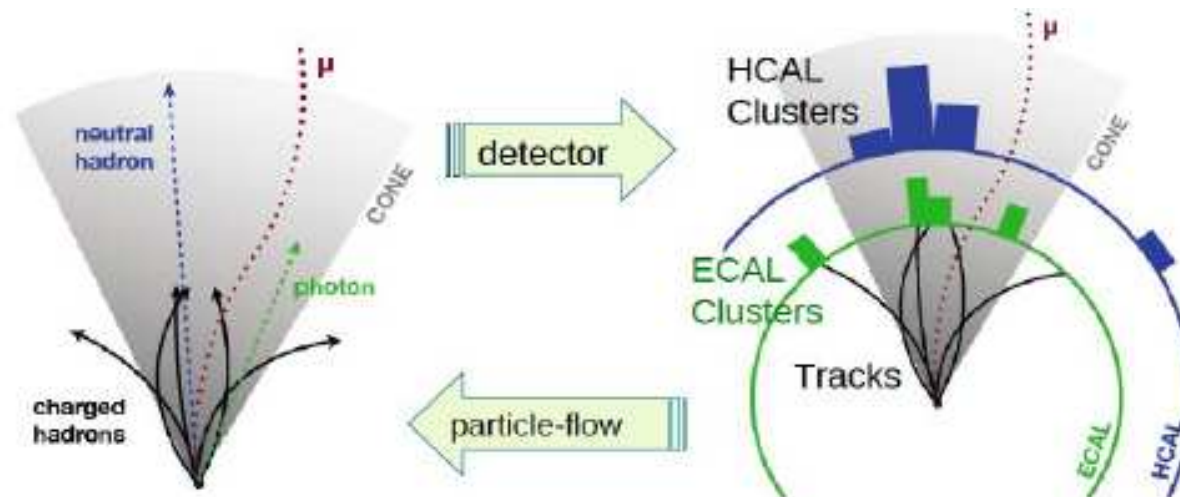 μ
neutral
hadron
CONE
photon
charged
hadrons
detector
particle-flow
μ
HCAL
Clusters
CONE
ECAL
Clusters
Tracks
ECAL
HCAL